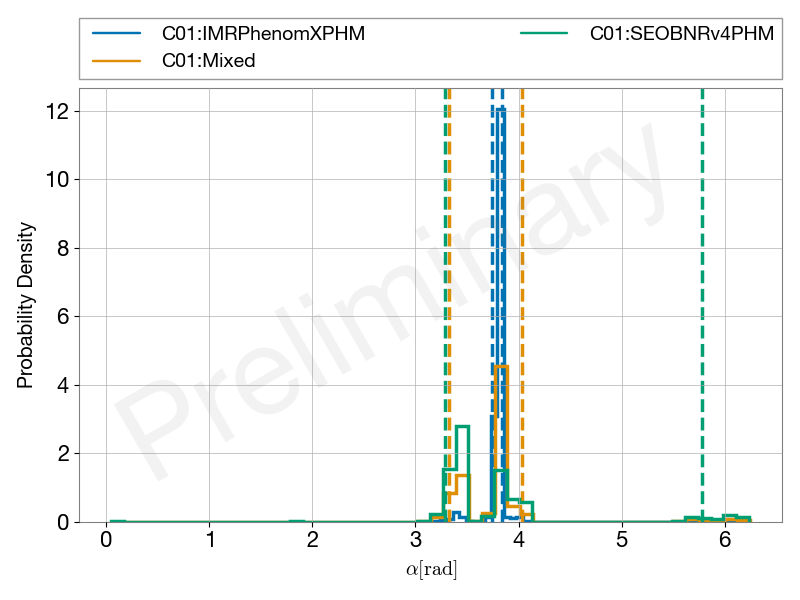 C01:IMRPhenomXPHM
C01:Mixed
C01:SEOBNRv4PHM
12
10
8
6
4
2
0
Probability Density
Preliminary
0 1 2 3 4 5 6
α[rad]